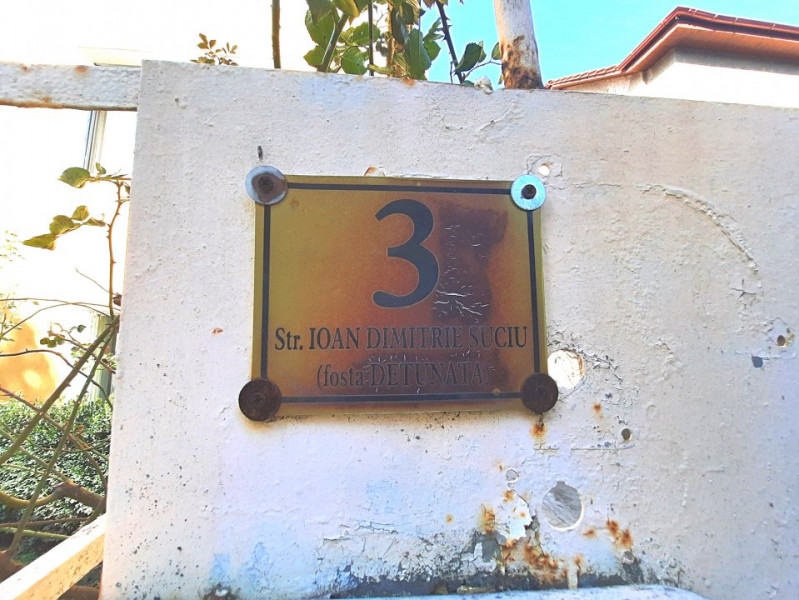 3
Str. IOAN DIMITRIE SUCIU
(fosta DETUNATA)